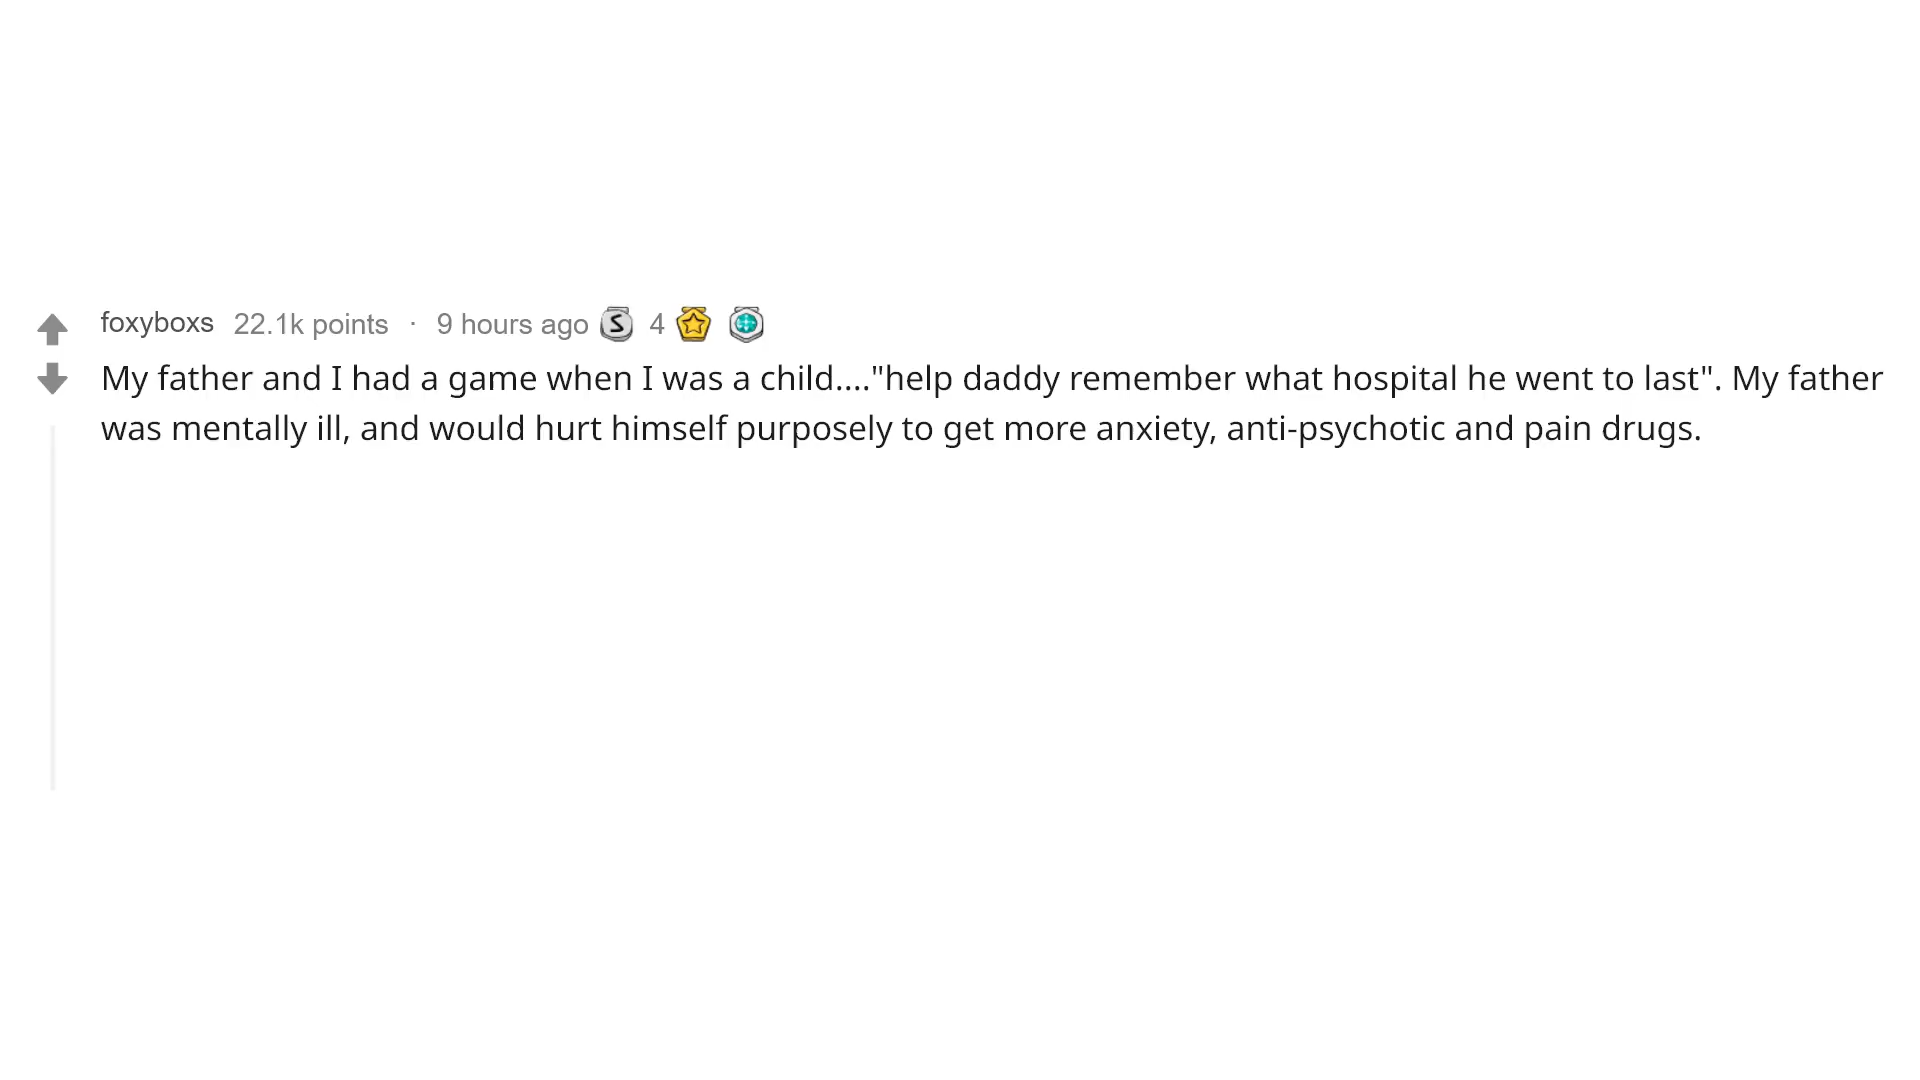 foxyboxs 22.1k points · 9 hours ago S 4
My father and I had a game when I was a child...."help daddy remember what hospital he went to last". My father
was mentally ill, and would hurt himself purposely to get more anxiety, anti-psychotic and pain drugs.